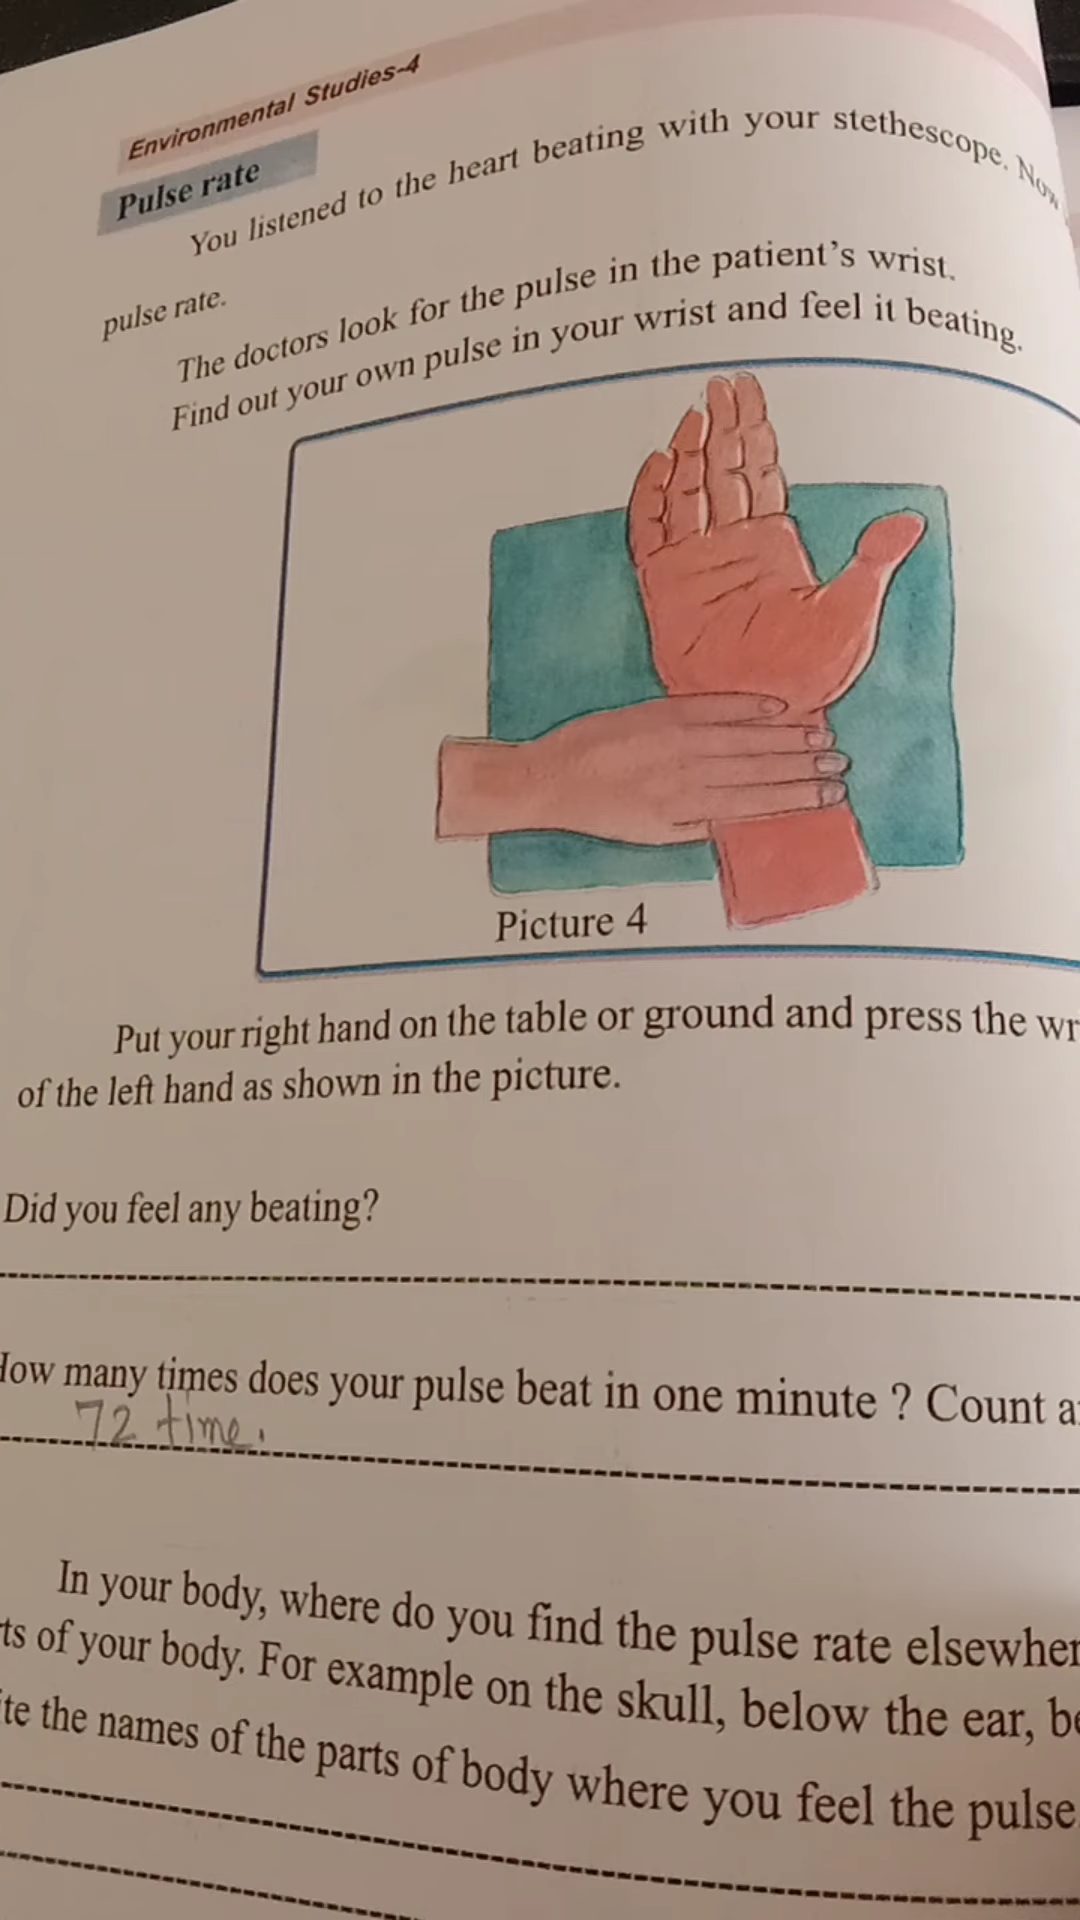 Environmental Studies-4
Pulse rate
You listened to the heart beating with your stethescope. Now
pulse rate.
The doctors look for the pulse in the patient's wrist.
Find out your own pulse in your wrist and feel it beating.
Picture 4
Put your right hand on the table or ground and press the wr
of the left hand as shown in the picture.
Did you feel any beating?
How many times does your pulse beat in one minute ? Count a
72 time.
In your body, where do you find the pulse rate elsewher
ts of your body. For example on the skull, below the ear, be
ite the names of the parts of body where you feel the pulse.